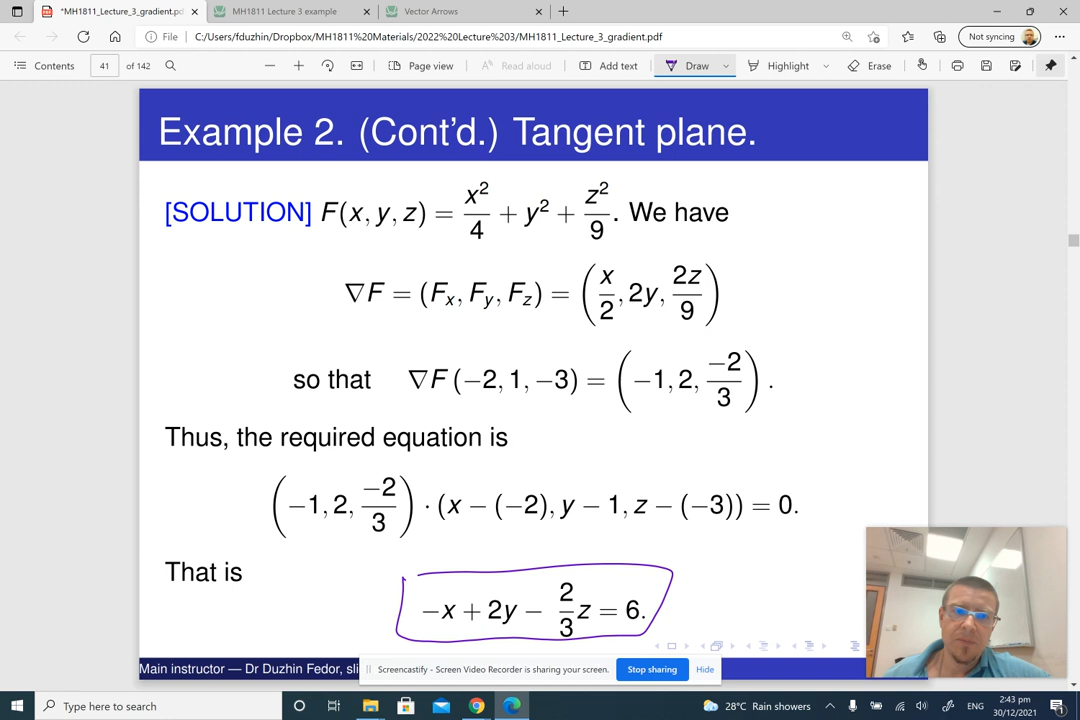 *MH1811_Lecture_3_gradient.pdf
MH1811 Lecture 3 example
Vector Arrows
File
C:/Users/fduzhin/Dropbox/MH1811%20Materials/2022%20Lecture%203/MH1811_Lecture_3_gradient.pdf
Not syncing
Contents
41 of 142
Page view
Read aloud
Add text
Draw
Highlight
Erase
Example 2. (Cont'd.) Tangent plane.
[SOLUTION] F(x, y, z) = x²/4 + y² + z²/9. We have
∇F = (Fₓ, F_y, F_z) = (x/2, 2y, 2z/9)
so that ∇F (−2, 1, −3) = (−1, 2, −2/3).
Thus, the required equation is
(−1, 2, −2/3) · (x − (−2), y − 1, z − (−3)) = 0.
That is
−x + 2y − 2/3 z = 6.
Main instructor — Dr Duzhin Fedor, sli
Screencastify - Screen Video Recorder is sharing your screen.
Stop sharing
Hide
Type here to search
28°C Rain showers
ENG
2:43 pm
30/12/2021
1